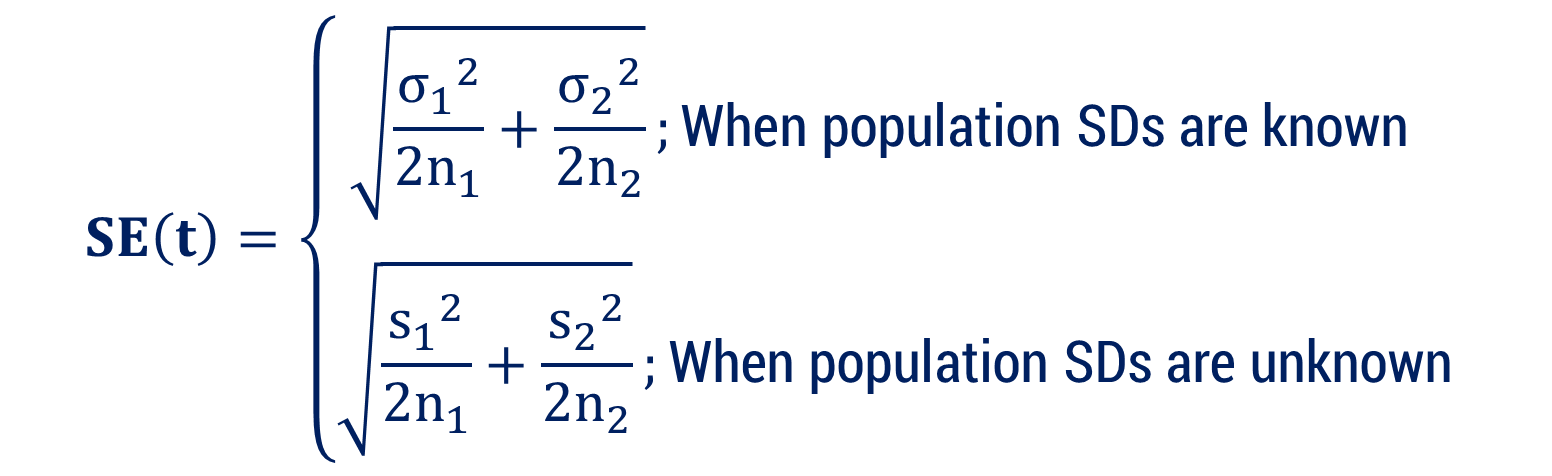 SE(t) = { √(σ₁²/2n₁ + σ₂²/2n₂) ; When population SDs are known
√(s₁²/2n₁ + s₂²/2n₂) ; When population SDs are unknown